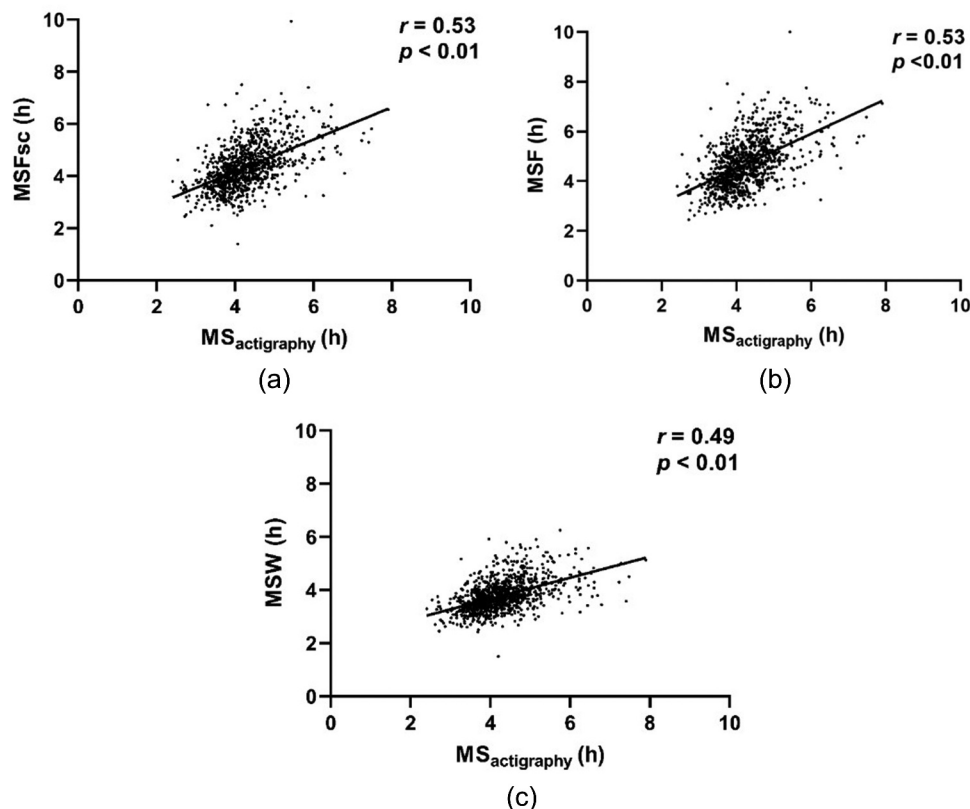 r = 0.53
p < 0.01
10
8
6
4
2
0
MSFsc (h)
0 2 4 6 8 10
MSactigraphy (h)
(a)
r = 0.53
p <0.01
10
8
6
4
2
0
MSF (h)
0 2 4 6 8 10
MSactigraphy (h)
(b)
r = 0.49
p < 0.01
10
8
6
4
2
0
MSW (h)
0 2 4 6 8 10
MSactigraphy (h)
(c)